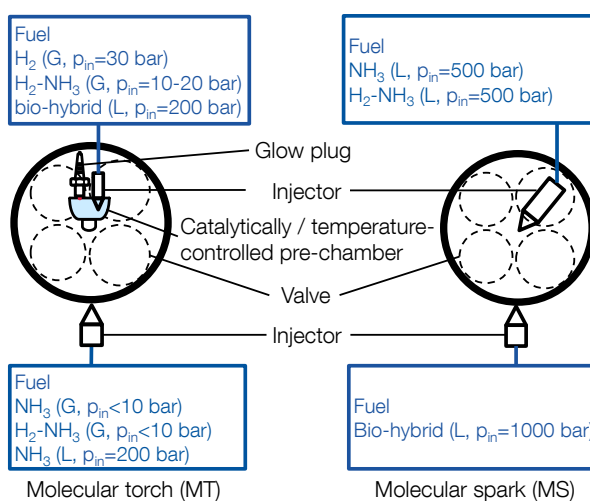 Fuel
H₂ (G, pᵢₙ=30 bar)
H₂-NH₃ (G, pᵢₙ=10-20 bar)
bio-hybrid (L, pᵢₙ=200 bar)
Fuel
NH₃ (L, pᵢₙ=500 bar)
H₂-NH₃ (L, pᵢₙ=500 bar)
Glow plug
Injector
Catalytically / temperature-
controlled pre-chamber
Valve
Injector
Fuel
NH₃ (G, pᵢₙ<10 bar)
H₂-NH₃ (G, pᵢₙ<10 bar)
NH₃ (L, pᵢₙ=200 bar)
Fuel
Bio-hybrid (L, pᵢₙ=1000 bar)
Molecular torch (MT)
Molecular spark (MS)